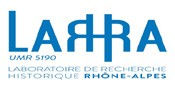 LARHRA
UMR 5190
LABORATOIRE DE RECHERCHE
HISTORIQUE RHÔNE-ALPES